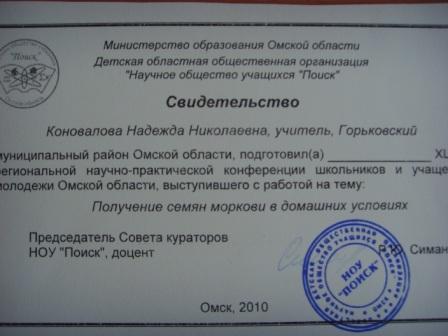 Министерство образования Омской области
Детская областная общественная организация
"Научное общество учащихся "Поиск"
"Поиск"
Свидетельство
Коновалова Надежда Николаевна, учитель, Горьковский
муниципальный район Омской области, подготовил(а) ________________ XL
региональной научно-практической конференции школьников и учаще
молодежи Омской области, выступившего с работой на тему:
Получение семян моркови в домашних условиях
Председатель Совета кураторов
НОУ "Поиск", доцент
Симан
НОУ
"ПОИСК"
Омск, 2010